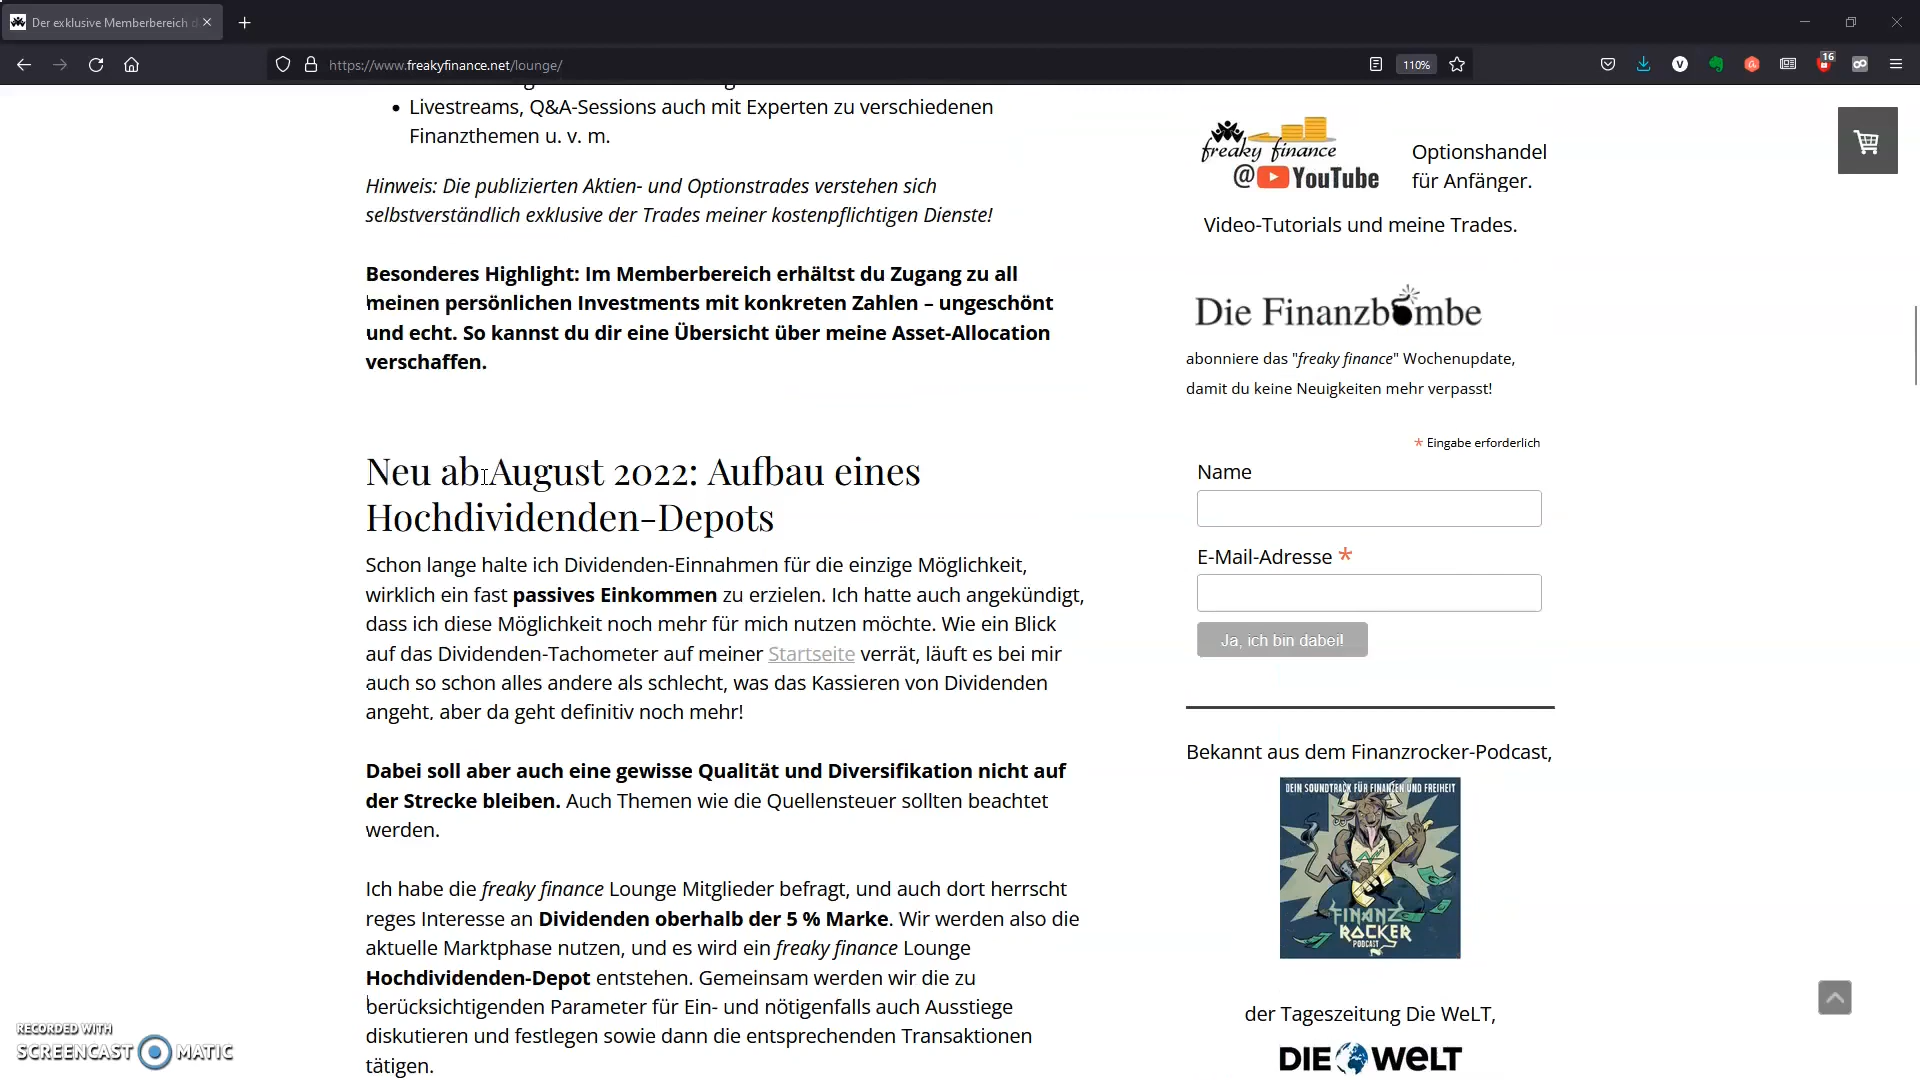 Der exklusive Memberbereich
https://www.freakyfinance.net/lounge/
110%
16
Livestreams, Q&A-Sessions auch mit Experten zu verschiedenen
Finanzthemen u. v. m.
Hinweis: Die publizierten Aktien- und Optionstrades verstehen sich
selbstverständlich exklusive der Trades meiner kostenpflichtigen Dienste!
Besonderes Highlight: Im Memberbereich erhältst du Zugang zu all
meinen persönlichen Investments mit konkreten Zahlen – ungeschönt
und echt. So kannst du dir eine Übersicht über meine Asset-Allocation
verschaffen.
Neu ab August 2022: Aufbau eines
Hochdividenden-Depots
Schon lange halte ich Dividenden-Einnahmen für die einzige Möglichkeit,
wirklich ein fast passives Einkommen zu erzielen. Ich hatte auch angekündigt,
dass ich diese Möglichkeit noch mehr für mich nutzen möchte. Wie ein Blick
auf das Dividenden-Tachometer auf meiner Startseite verrät, läuft es bei mir
auch so schon alles andere als schlecht, was das Kassieren von Dividenden
angeht, aber da geht definitiv noch mehr!
Dabei soll aber auch eine gewisse Qualität und Diversifikation nicht auf
der Strecke bleiben. Auch Themen wie die Quellensteuer sollten beachtet
werden.
Ich habe die freaky finance Lounge Mitglieder befragt, und auch dort herrscht
reges Interesse an Dividenden oberhalb der 5 % Marke. Wir werden also die
aktuelle Marktphase nutzen, und es wird ein freaky finance Lounge
Hochdividenden-Depot entstehen. Gemeinsam werden wir die zu
berücksichtigenden Parameter für Ein- und nötigenfalls auch Ausstiege
diskutieren und festlegen sowie dann die entsprechenden Transaktionen
tätigen.
freaky finance
@ YouTube
Optionshandel
für Anfänger.
Video-Tutorials und meine Trades.
Die Finanzbombe
abonniere das "freaky finance" Wochenupdate,
damit du keine Neuigkeiten mehr verpasst!
* Eingabe erforderlich
Name
E-Mail-Adresse *
Ja, ich bin dabei!
Bekannt aus dem Finanzrocker-Podcast,
DEIN SOUNDTRACK FÜR FINANZEN UND FREIHEIT
FINANZ
ROCKER
PODCAST
der Tageszeitung Die WeLT,
DIE WELT
RECORDED WITH
SCREENCAST MATIC